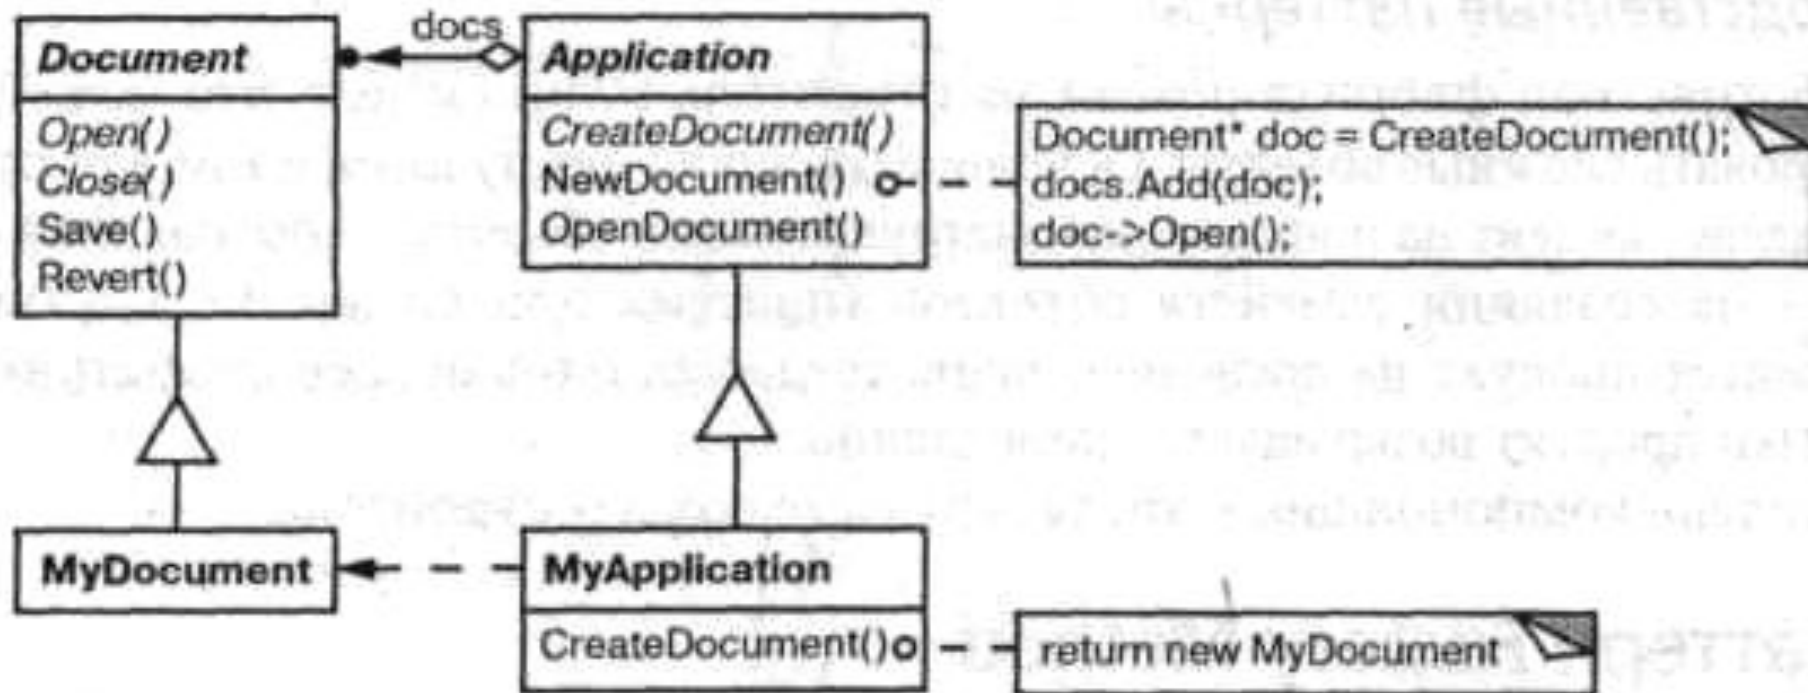 docs
Document
Open()
Close()
Save()
Revert()
Application
CreateDocument()
NewDocument()
OpenDocument()
Document* doc = CreateDocument();
docs.Add(doc);
doc->Open();
MyDocument
MyApplication
CreateDocument()
return new MyDocument